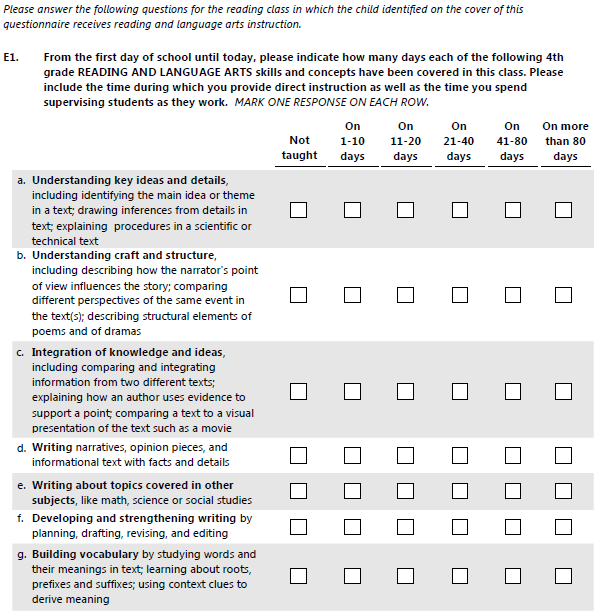 Please answer the following questions for the reading class in which the child identified on the cover of this
questionnaire receives reading and language arts instruction.
E1. From the first day of school until today, please indicate how many days each of the following 4th
grade READING AND LANGUAGE ARTS skills and concepts have been covered in this class. Please
include the time during which you provide direct instruction as well as the time you spend
supervising students as they work. MARK ONE RESPONSE ON EACH ROW.
On On On On On more
Not 1-10 11-20 21-40 41-80 than 80
taught days days days days days
a. Understanding key ideas and details,
including identifying the main idea or theme
in a text; drawing inferences from details in
text; explaining procedures in a scientific or
technical text
b. Understanding craft and structure,
including describing how the narrator's point
of view influences the story; comparing
different perspectives of the same event in
the text(s); describing structural elements of
poems and of dramas
c. Integration of knowledge and ideas,
including comparing and integrating
information from two different texts;
explaining how an author uses evidence to
support a point; comparing a text to a visual
presentation of the text such as a movie
d. Writing narratives, opinion pieces, and
informational text with facts and details
e. Writing about topics covered in other
subjects, like math, science or social studies
f. Developing and strengthening writing by
planning, drafting, revising, and editing
g. Building vocabulary by studying words and
their meanings in text; learning about roots,
prefixes and suffixes; using context clues to
derive meaning